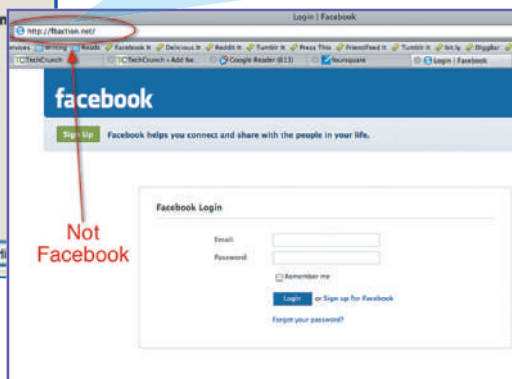 Login | Facebook
http://fbaction.net/
Writing Reads Facebook It Delicious It Reddit It Tumblr It Press This FriendFeed It Tumblr It bit.ly
TechCrunch TechCrunch › Add Ne... Google Reader (613) foursquare Login | Facebook
facebook
Sign Up Facebook helps you connect and share with the people in your life.
Facebook Login
Not
Facebook
Email:
Password:
Remember me
Login or Sign up for Facebook
Forgot your password?